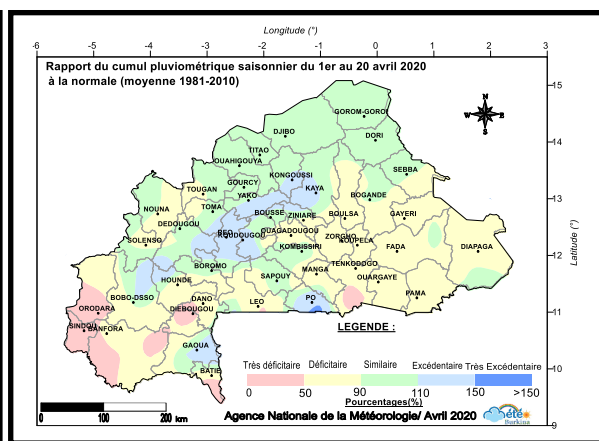 Longitude (°)
-6 -5 -4 -3 -2 -1 0 1 2 3
Rapport du cumul pluviométrique saisonnier du 1er au 20 avril 2020
à la normale (moyenne 1981-2010)
15
N
W E
S
GOROM-GOROM
DJIBO
DORI
14
TITAO
OUAHIGOUYA
SEBBA
KONGOUSSI
GOURCY
TOUGAN
KAYA
YAKO
BOGANDE
13
NOUNA
TOMA
BOUSSE
ZINIARE
BOULSA
GAYERI
DEDOUGOU
REO
KOUDOUGOU
OUAGADOUGOU
ZORGHO
KOUPELA
SOLENSO
KOMBISSIRI
FADA
DIAPAGA
12
Latitude (°)
BOROMO
TENKODOGO
MANGA
SAPOUY
OUARGAYE
HOUNDE
PAMA
BOBO-DSSO
DANO
LEO
PO
ORODARA
DIEBOUGOU
11
SINDOU
BANFORA
LEGENDE :
GAOUA
Très déficitaire Déficitaire Similaire Excédentaire Très Excédentaire
BATIE
10
0 50 90 110 150 >150
Pourcentages(%)
0 100 200 km
Agence Nationale de la Météorologie/ Avril 2020
Météo
Burkina
9